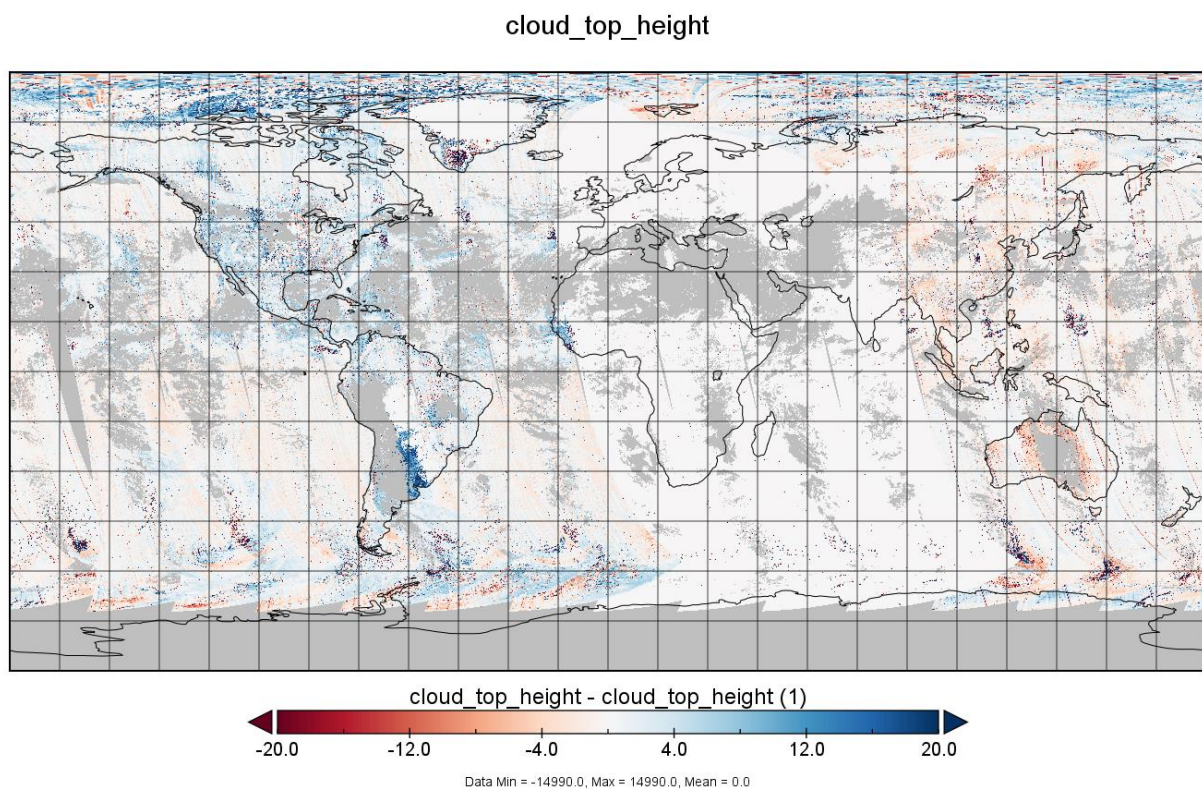 cloud_top_height
cloud_top_height - cloud_top_height (1)
-20.0 -12.0 -4.0 4.0 12.0 20.0
Data Min = -14990.0, Max = 14990.0, Mean = 0.0